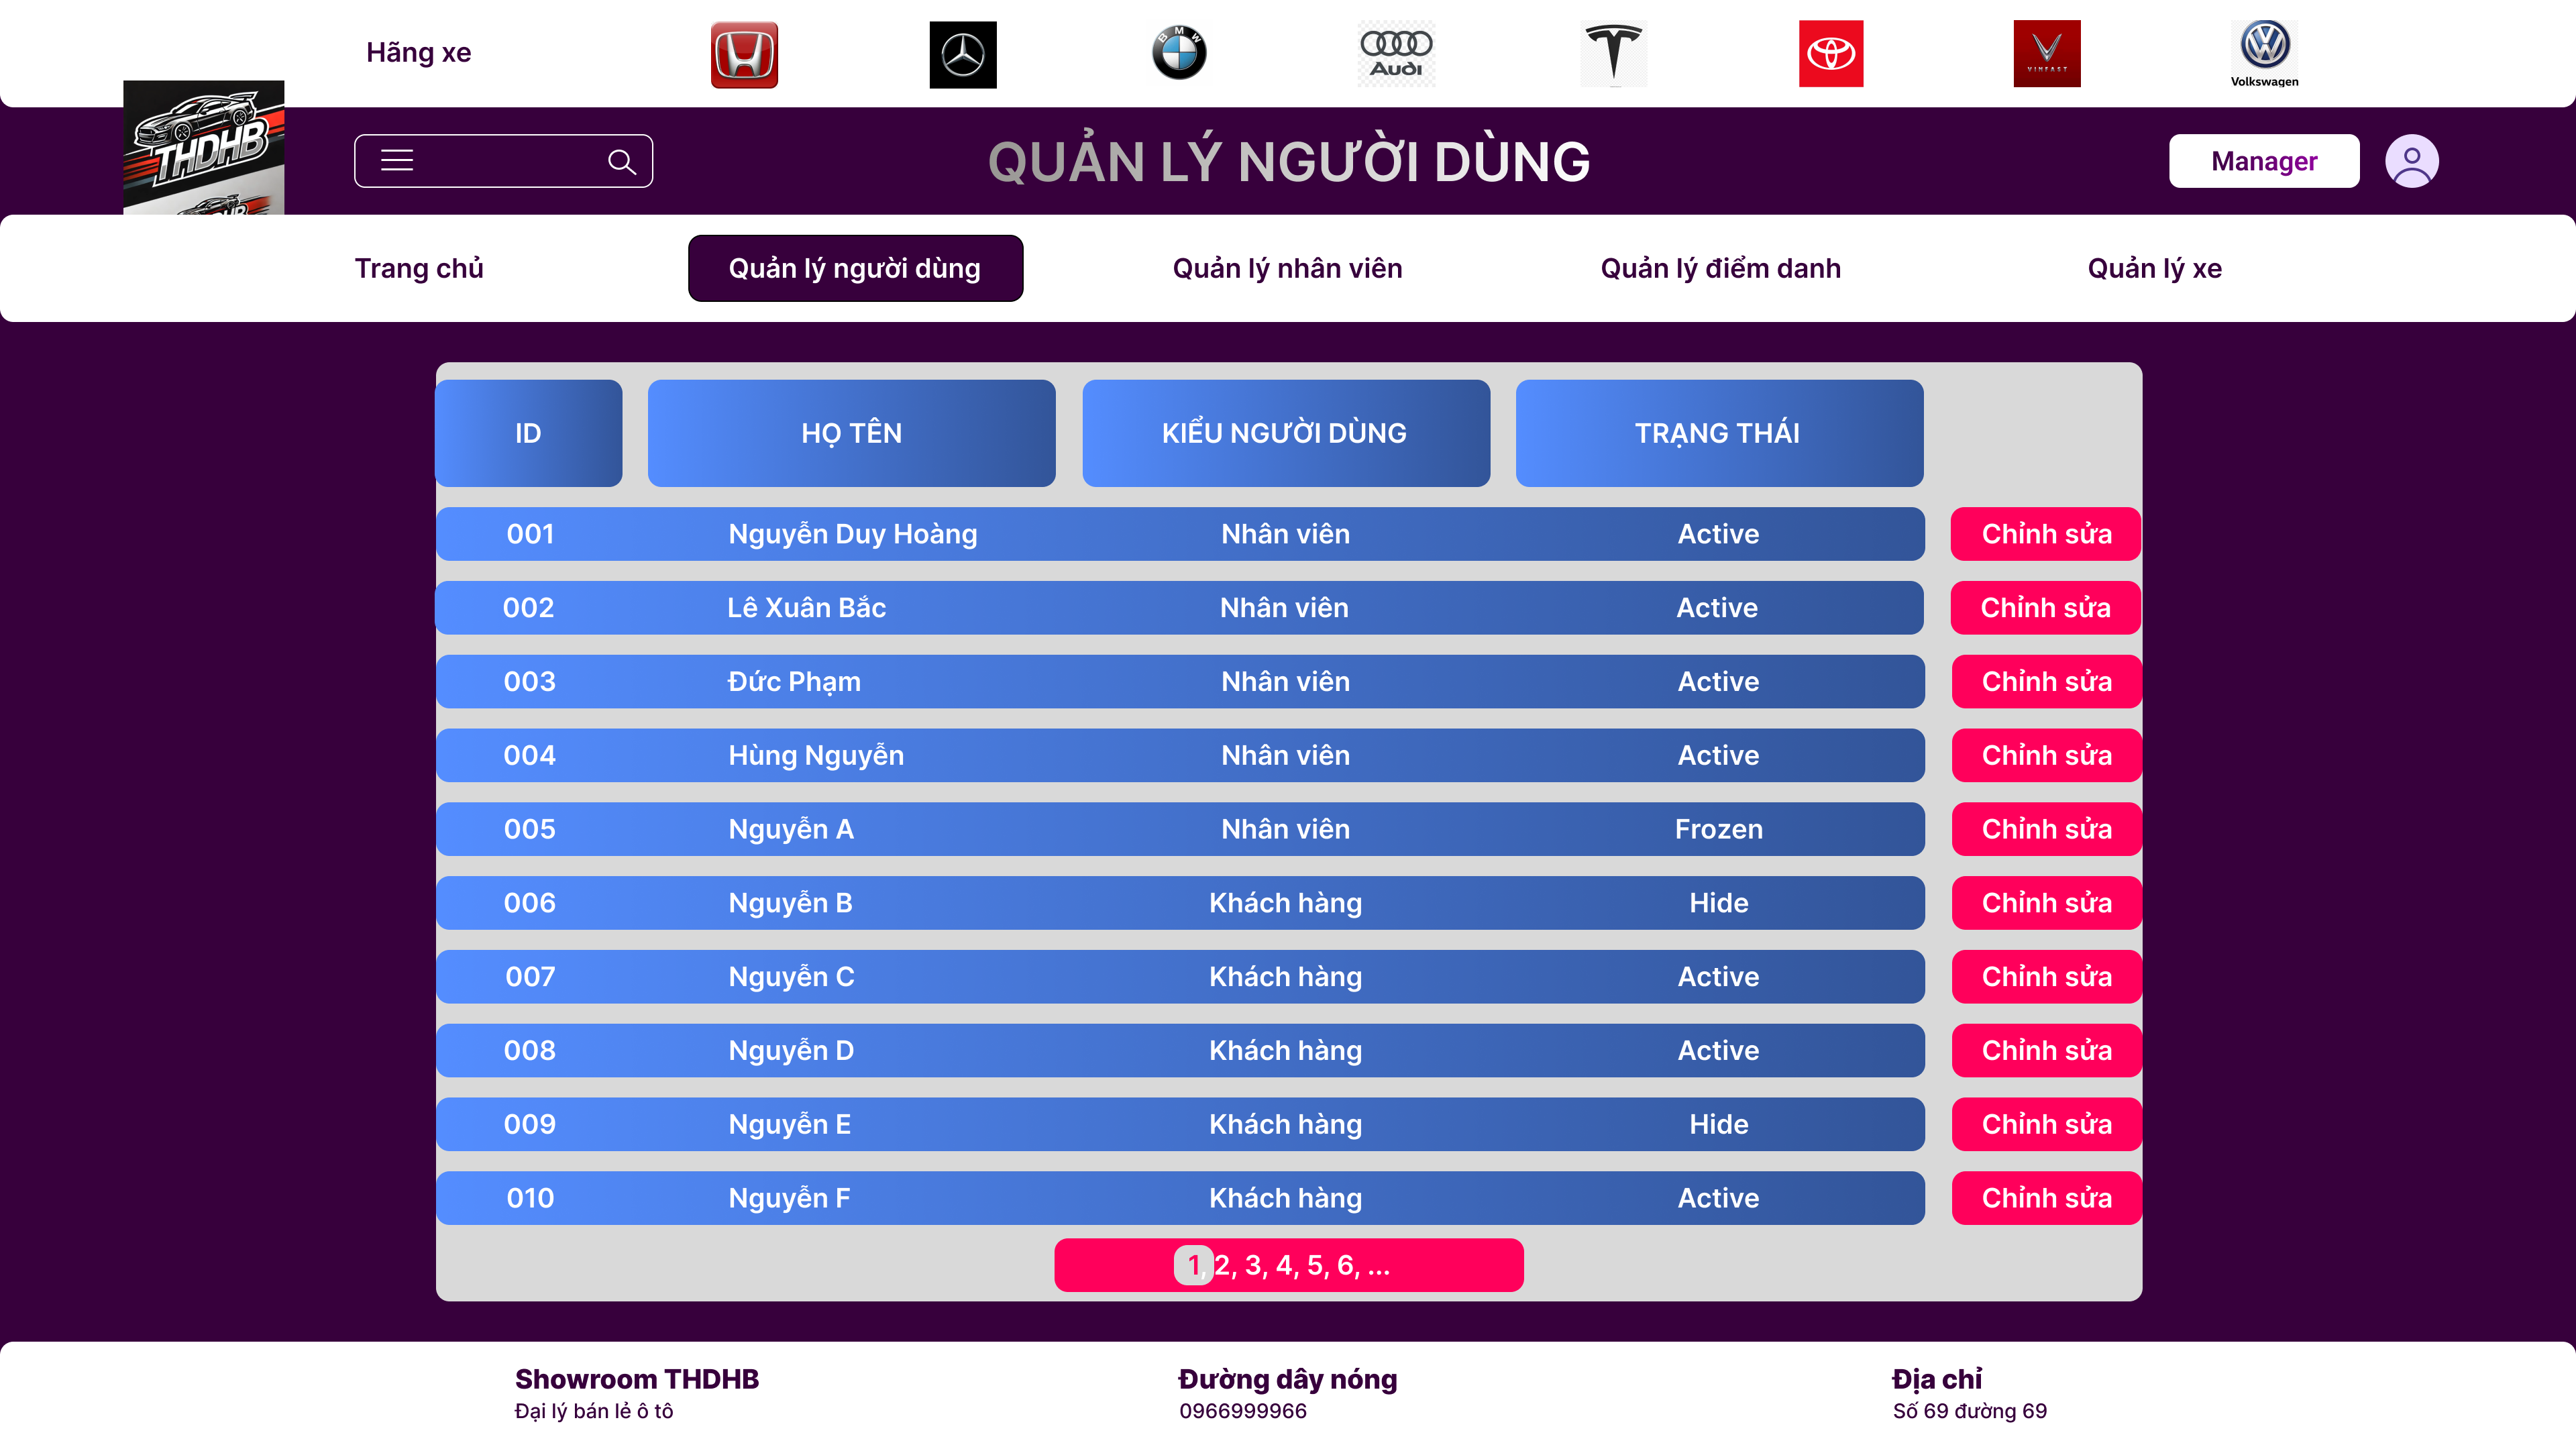 Hãng xe
BMW
Audi
VINFAST
Volkswagen
THDHB
QUẢN LÝ NGƯỜI DÙNG
Manager
Trang chủ
Quản lý người dùng
Quản lý nhân viên
Quản lý điểm danh
Quản lý xe
ID HỌ TÊN KIỂU NGƯỜI DÙNG TRẠNG THÁI
001 Nguyễn Duy Hoàng Nhân viên Active Chỉnh sửa
002 Lê Xuân Bắc Nhân viên Active Chỉnh sửa
003 Đức Phạm Nhân viên Active Chỉnh sửa
004 Hùng Nguyễn Nhân viên Active Chỉnh sửa
005 Nguyễn A Nhân viên Frozen Chỉnh sửa
006 Nguyễn B Khách hàng Hide Chỉnh sửa
007 Nguyễn C Khách hàng Active Chỉnh sửa
008 Nguyễn D Khách hàng Active Chỉnh sửa
009 Nguyễn E Khách hàng Hide Chỉnh sửa
010 Nguyễn F Khách hàng Active Chỉnh sửa
1, 2, 3, 4, 5, 6, ...
Showroom THDHB
Đại lý bán lẻ ô tô
Đường dây nóng
0966999966
Địa chỉ
Số 69 đường 69